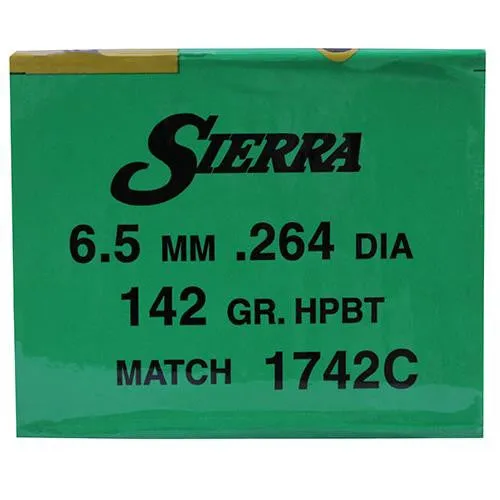 SIERRA
6.5 MM .264 DIA
142 GR. HPBT
MATCH 1742C